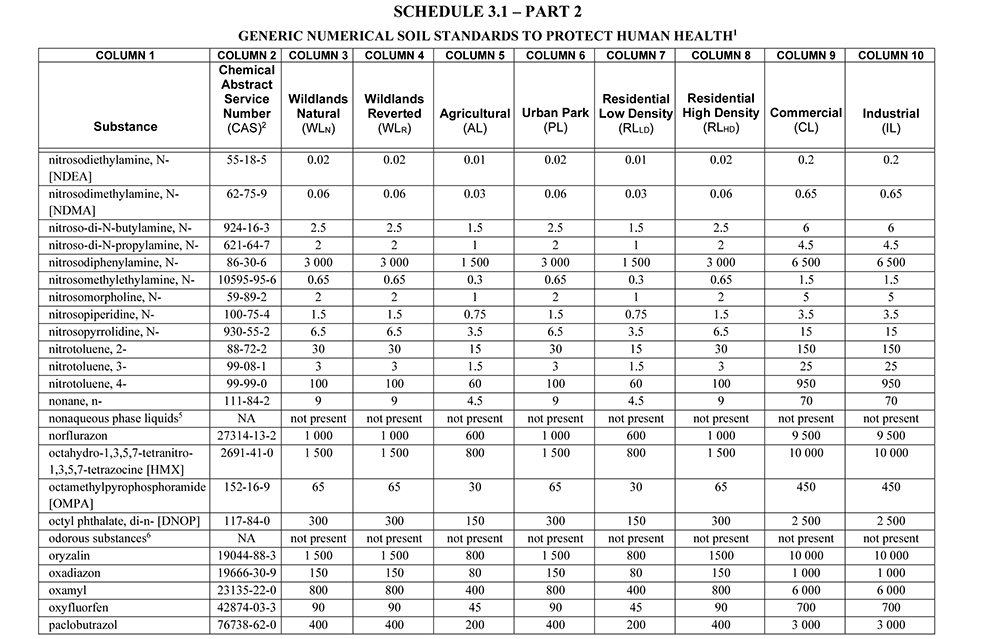 SCHEDULE 3.1 – PART 2
GENERIC NUMERICAL SOIL STANDARDS TO PROTECT HUMAN HEALTH1
COLUMN 1 COLUMN 2 COLUMN 3 COLUMN 4 COLUMN 5 COLUMN 6 COLUMN 7 COLUMN 8 COLUMN 9 COLUMN 10
Substance Chemical Abstract Service Number (CAS)2 Wildlands Natural (WLN) Wildlands Reverted (WLR) Agricultural (AL) Urban Park (PL) Residential Low Density (RLLD) Residential High Density (RLHD) Commercial (CL) Industrial (IL)
nitrosodiethylamine, N- 55-18-5 0.02 0.02 0.01 0.02 0.01 0.02 0.2 0.2
[NDEA]
nitrosodimethylamine, N- 62-75-9 0.06 0.06 0.03 0.06 0.03 0.06 0.65 0.65
[NDMA]
nitroso-di-N-butylamine, N- 924-16-3 2.5 2.5 1.5 2.5 1.5 2.5 6 6
nitroso-di-N-propylamine, N- 621-64-7 2 2 1 2 1 2 4.5 4.5
nitrosodiphenylamine, N- 86-30-6 3 000 3 000 1 500 3 000 1 500 3 000 6 500 6 500
nitrosomethylethylamine, N- 10595-95-6 0.65 0.65 0.3 0.65 0.3 0.65 1.5 1.5
nitrosomorpholine, N- 59-89-2 2 2 1 2 1 2 5 5
nitrosopiperidine, N- 100-75-4 1.5 1.5 0.75 1.5 0.75 1.5 3.5 3.5
nitrosopyrrolidine, N- 930-55-2 6.5 6.5 3.5 6.5 3.5 6.5 15 15
nitrotoluene, 2- 88-72-2 30 30 15 30 15 30 150 150
nitrotoluene, 3- 99-08-1 3 3 1.5 3 1.5 3 25 25
nitrotoluene, 4- 99-99-0 100 100 60 100 60 100 950 950
nonane, n- 111-84-2 9 9 4.5 9 4.5 9 70 70
nonaqueous phase liquids5 NA not present not present not present not present not present not present not present not present
norflurazon 27314-13-2 1 000 1 000 600 1 000 600 1 000 9 500 9 500
octahydro-1,3,5,7-tetranitro- 2691-41-0 1 500 1 500 800 1 500 800 1 500 10 000 10 000
1,3,5,7-tetrazocine [HMX]
octamethylpyrophosphoramide 152-16-9 65 65 30 65 30 65 450 450
[OMPA]
octyl phthalate, di-n- [DNOP] 117-84-0 300 300 150 300 150 300 2 500 2 500
odorous substances6 NA not present not present not present not present not present not present not present not present
oryzalin 19044-88-3 1 500 1 500 800 1 500 800 1500 10 000 10 000
oxadiazon 19666-30-9 150 150 80 150 80 150 1 000 1 000
oxamyl 23135-22-0 800 800 400 800 400 800 6 000 6 000
oxyfluorfen 42874-03-3 90 90 45 90 45 90 700 700
paclobutrazol 76738-62-0 400 400 200 400 200 400 3 000 3 000